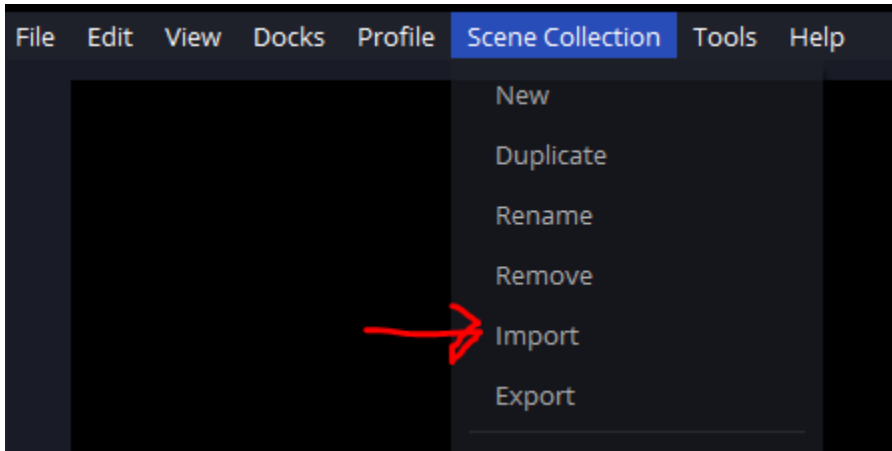 File Edit View Docks Profile Scene Collection Tools Help
New
Duplicate
Rename
Remove
Import
Export